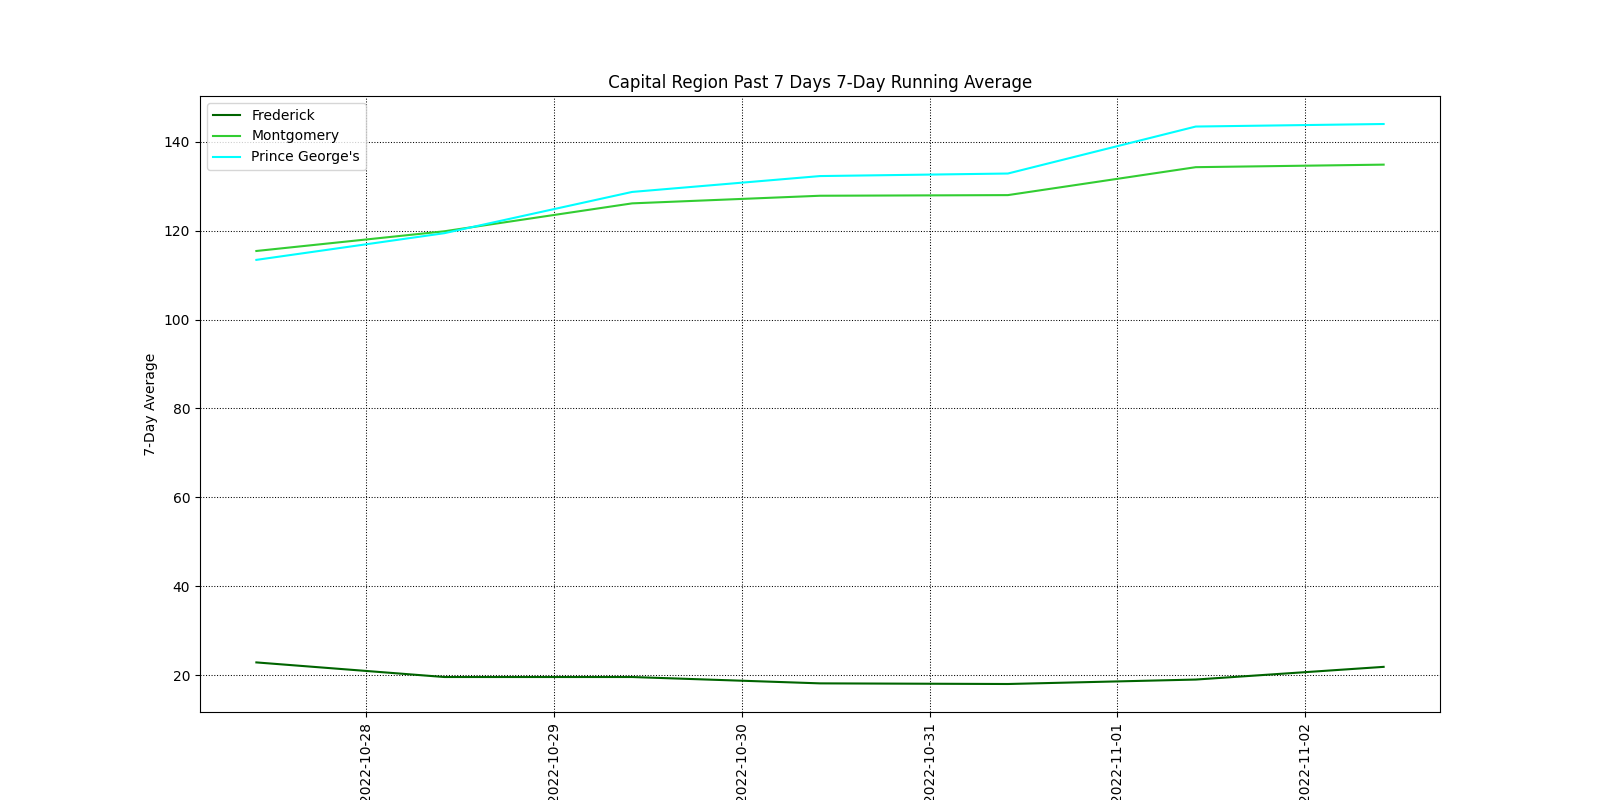 Capital Region Past 7 Days 7-Day Running Average
Frederick
Montgomery
Prince George's
140
120
100
80
60
40
20
7-Day Average
2022-10-28
2022-10-29
2022-10-30
2022-10-31
2022-11-01
2022-11-02